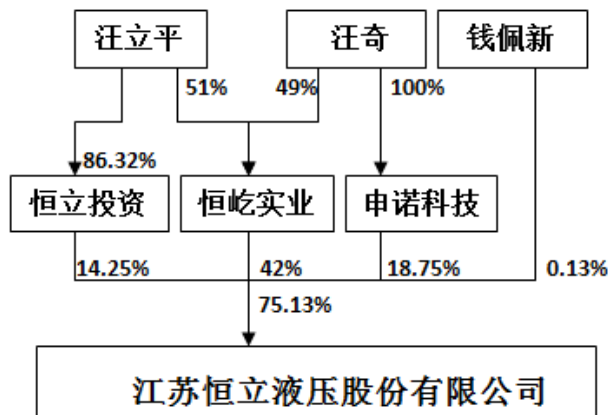 汪立平
汪奇
钱佩新
51%
49%
100%
86.32%
恒立投资
恒屹实业
申诺科技
14.25%
42%
18.75%
0.13%
75.13%
江苏恒立液压股份有限公司